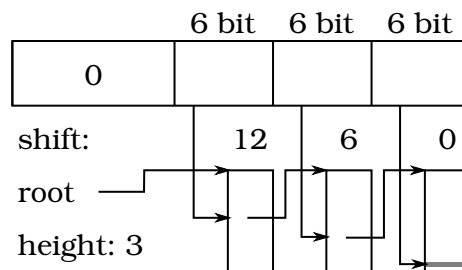 6 bit 6 bit 6 bit
0
shift: 12 6 0
root
height: 3